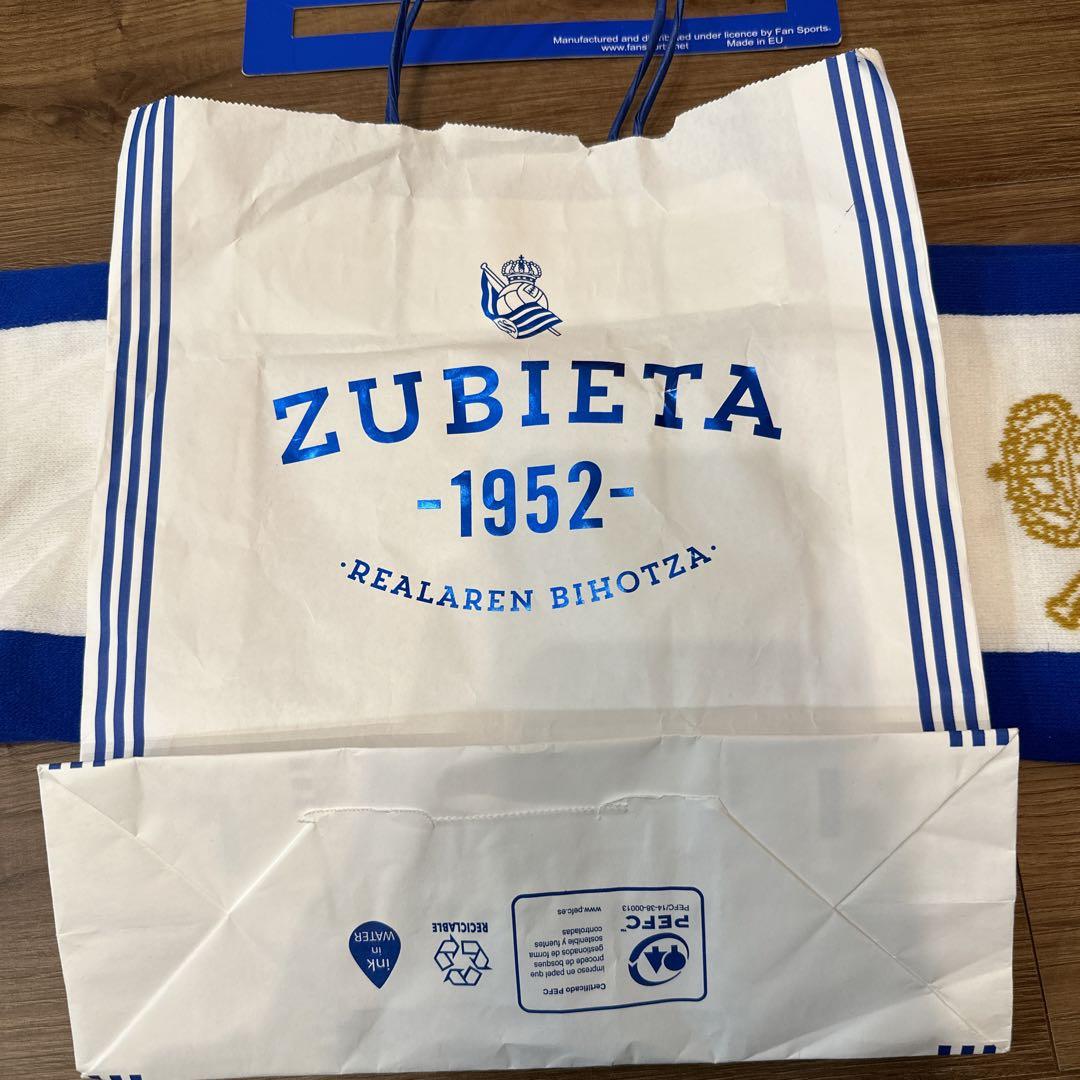 Manufactured and distributed under licence by Fan Sports.
Made in EU
ZUBIETA
-1952-
·REALAREN BIHOTZA·
Certificado PEFC
impreso en papel que
procede de bosques
gestionados de forma
sostenible y fuentes
controladas
www.pefc.es
PEFC™
PEFC/14-38-00013
RECICLABLE
ink
in
WATER